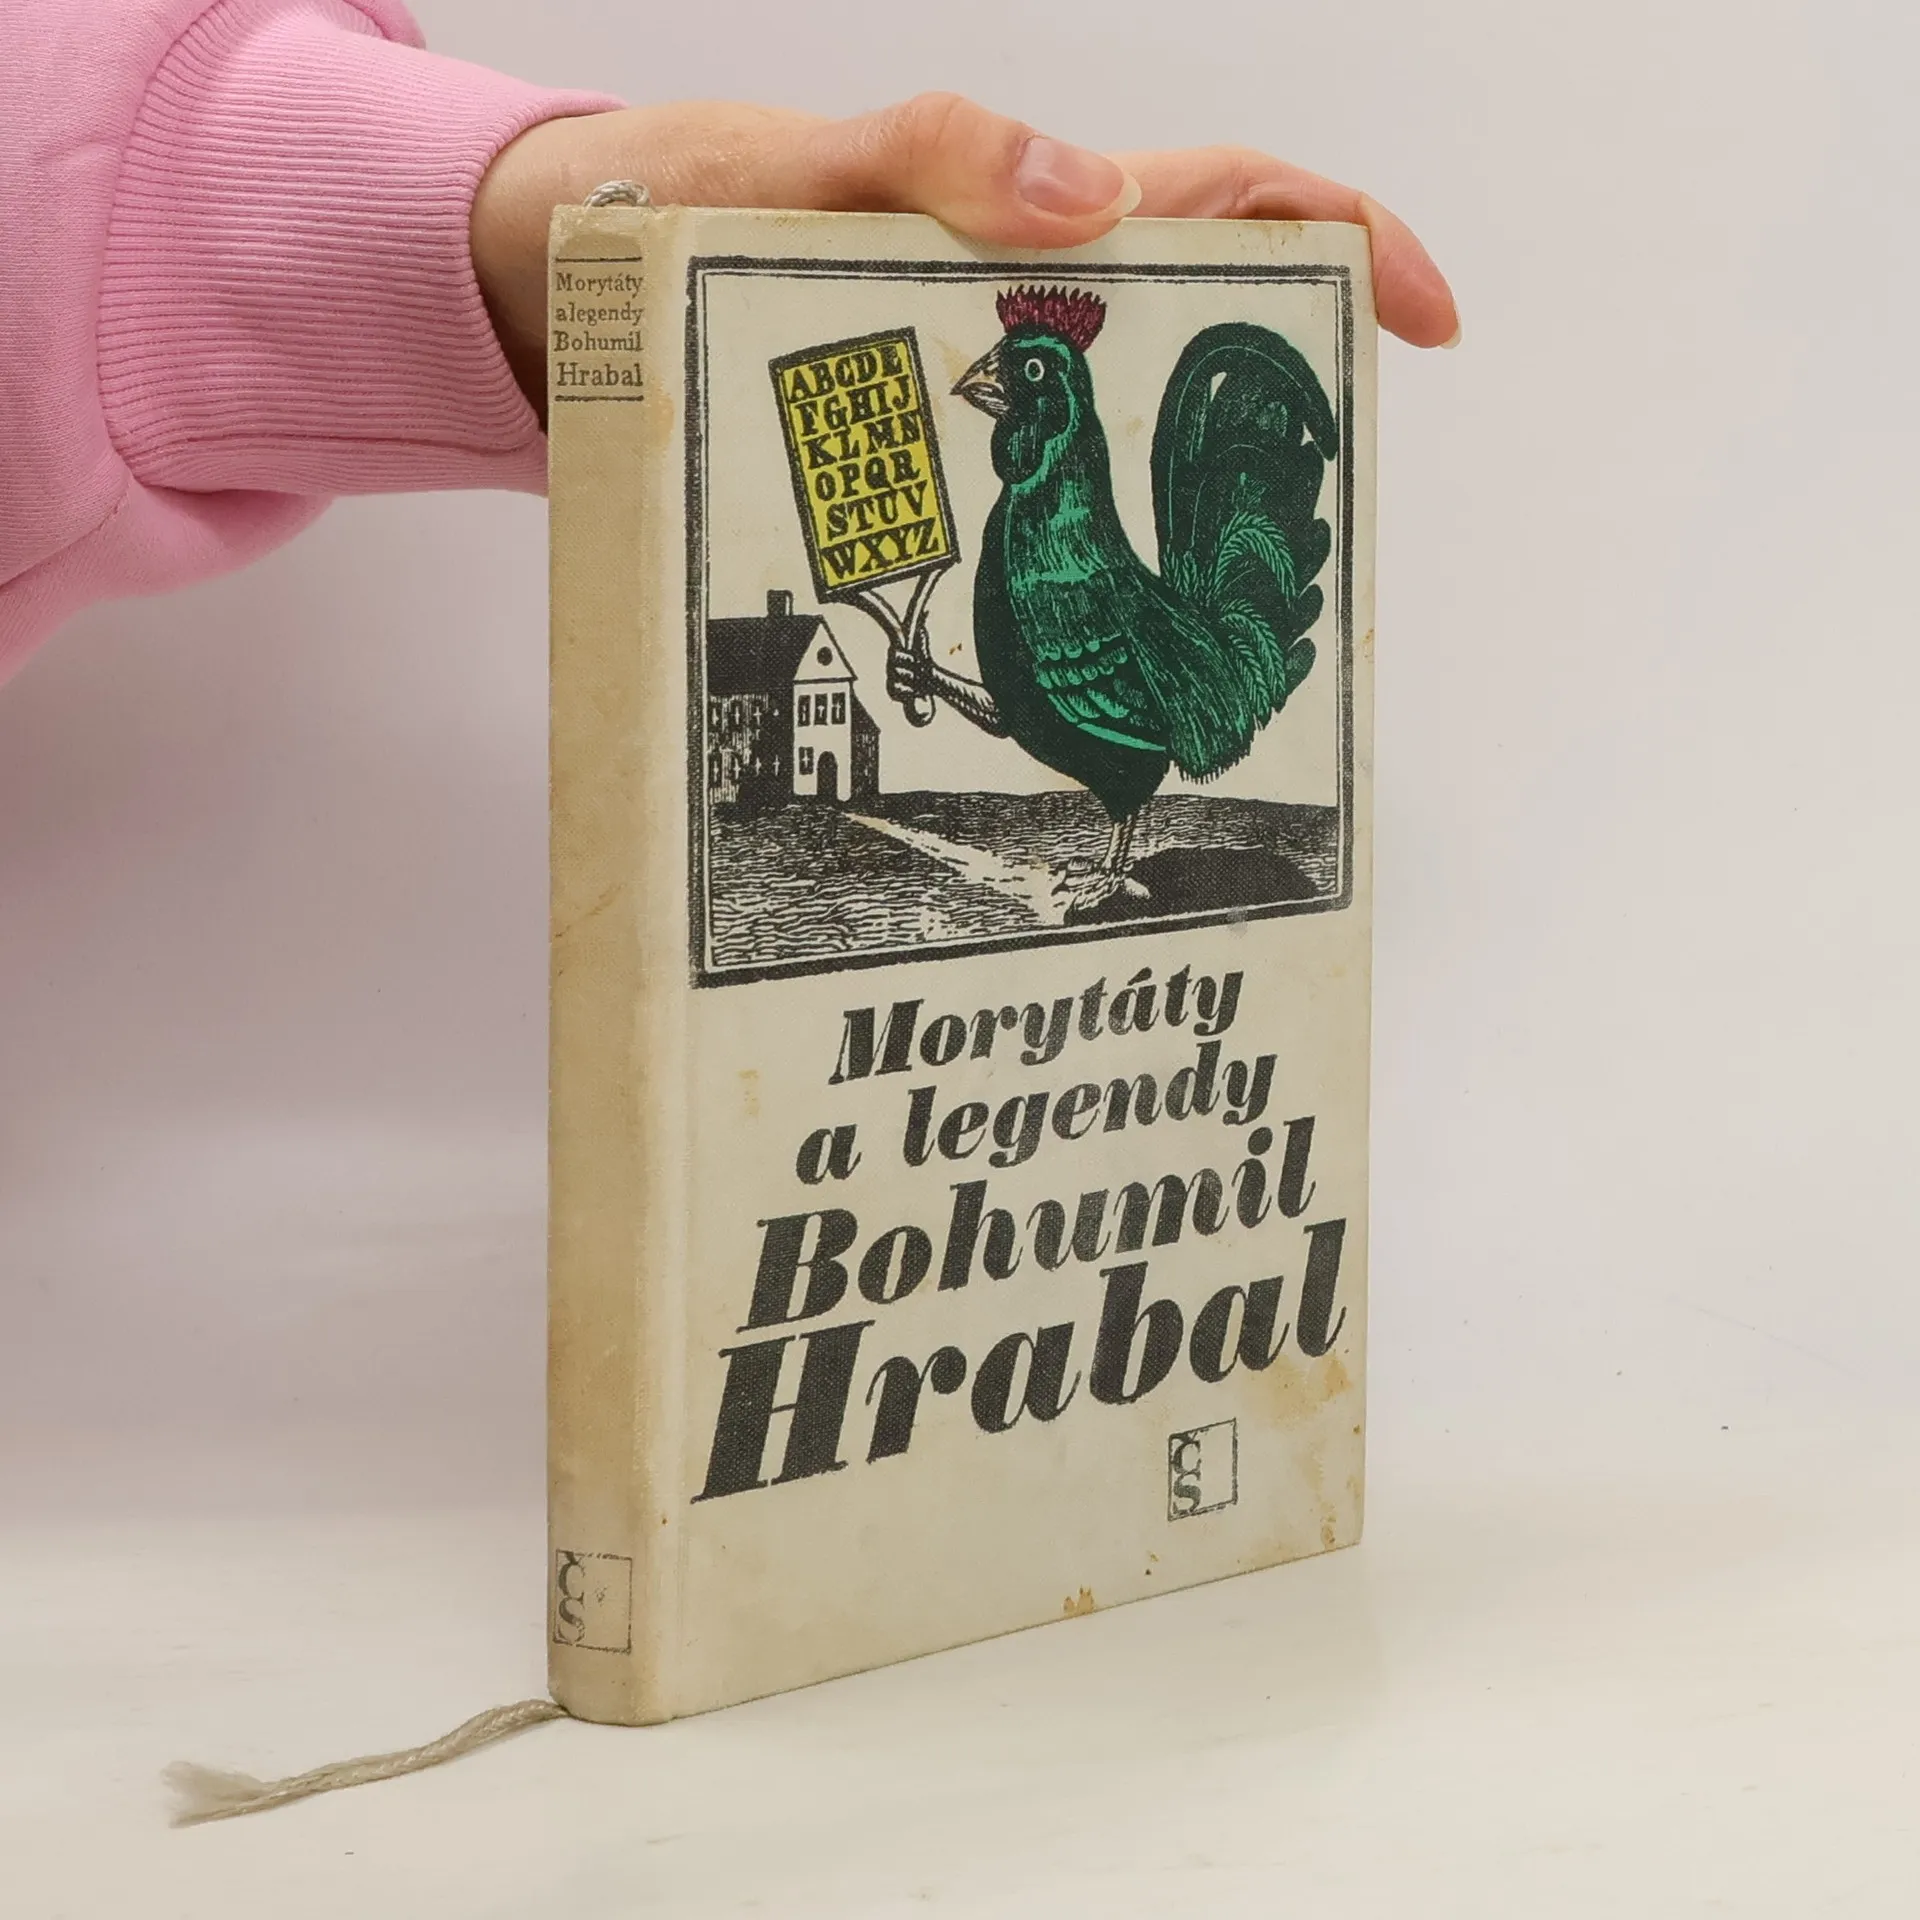 Morytáty
a legendy
Bohumil
Hrabal
ČS
ABCDE
FGHIJ
KLMN
OPQR
STUV
WXYZ
Morytáty
a legendy
Bohumil
Hrabal
ČS